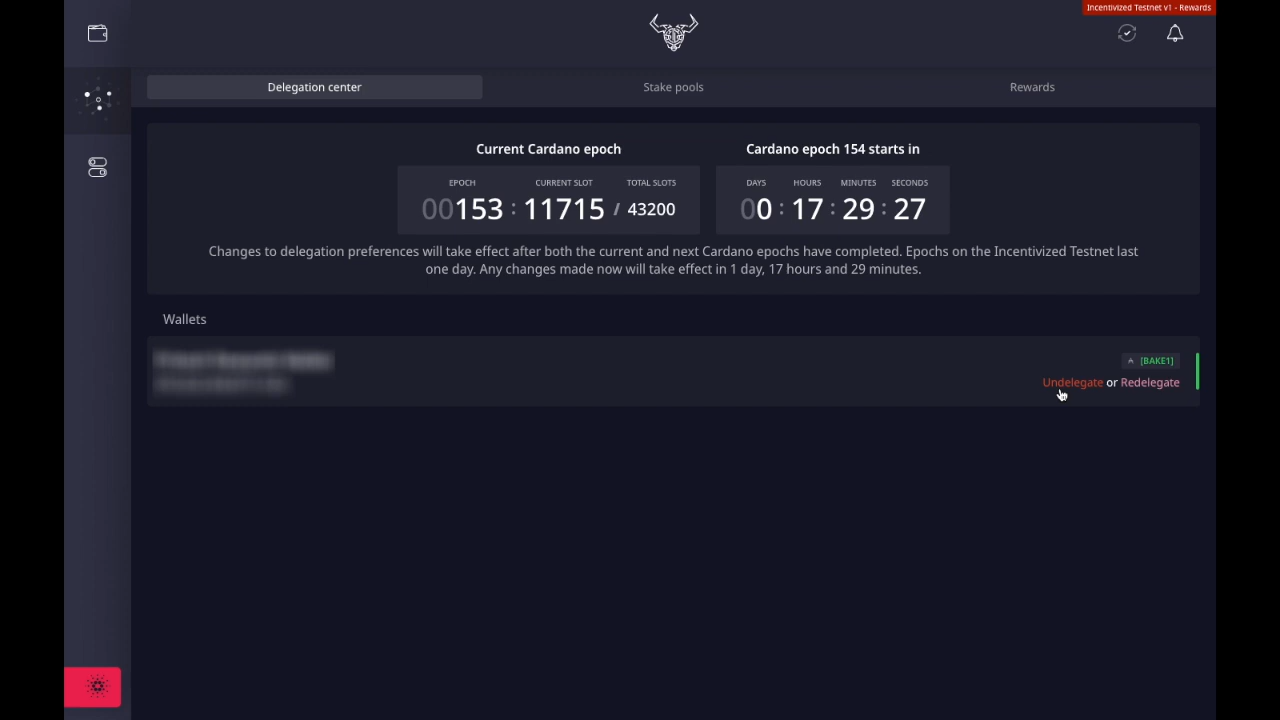 Incentivized Testnet v1 - Rewards
Delegation center
Stake pools
Rewards
Current Cardano epoch
Cardano epoch 154 starts in
EPOCH CURRENT SLOT TOTAL SLOTS
00153 : 11715 / 43200
DAYS HOURS MINUTES SECONDS
00 : 17 : 29 : 27
Changes to delegation preferences will take effect after both the current and next Cardano epochs have completed. Epochs on the Incentivized Testnet last
one day. Any changes made now will take effect in 1 day, 17 hours and 29 minutes.
Wallets
[BAKE1]
Undelegate or Redelegate